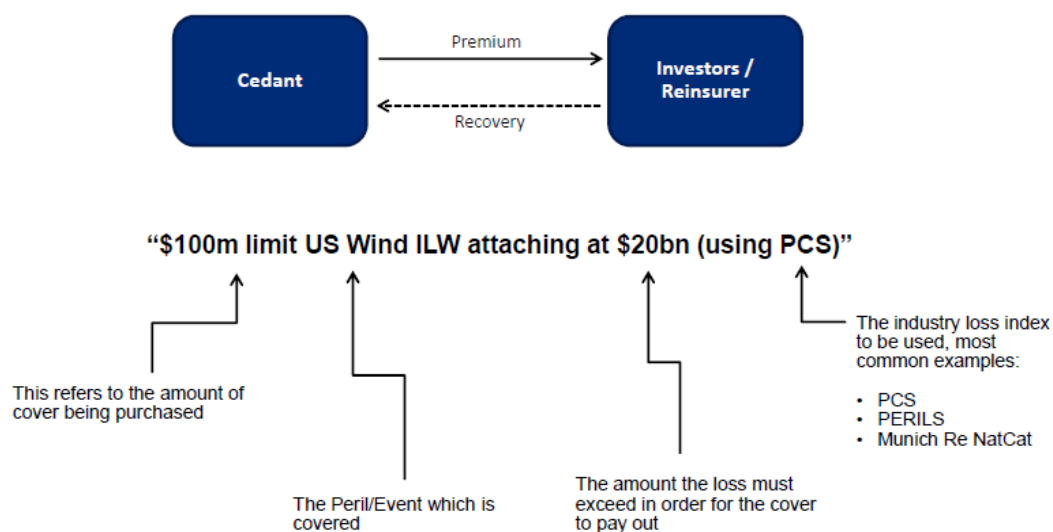 Cedant
Premium
Recovery
Investors /
Reinsurer
“$100m limit US Wind ILW attaching at $20bn (using PCS)”
This refers to the amount of
cover being purchased
The Peril/Event which is
covered
The amount the loss must
exceed in order for the cover
to pay out
The industry loss index
to be used, most
common examples:
• PCS
• PERILS
• Munich Re NatCat